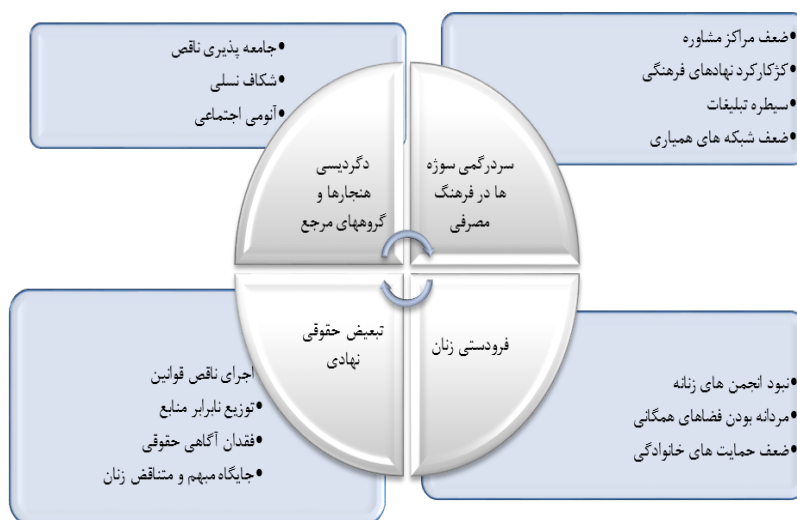 ضعف مراکز مشاوره
کژکارکرد نهادهای فرهنگی
سیطره تبلیغات
ضعف شبکه های همیاری
جامعه پذیری ناقص
شکاف نسلی
آنومی اجتماعی
سردرگمی سوژه
ها در فرهنگ
مصرفی
دگردیسی
هنجارها و
گروههای مرجع
فرودستی زنان
تبعیض حقوقی
نهادی
نبود انجمن های زنانه
مردانه بودن فضاهای همگانی
ضعف حمایت های خانوادگی
اجرای ناقص قوانین
توزیع نابرابر منابع
فقدان آگاهی حقوقی
جایگاه مبهم و متناقض زنان